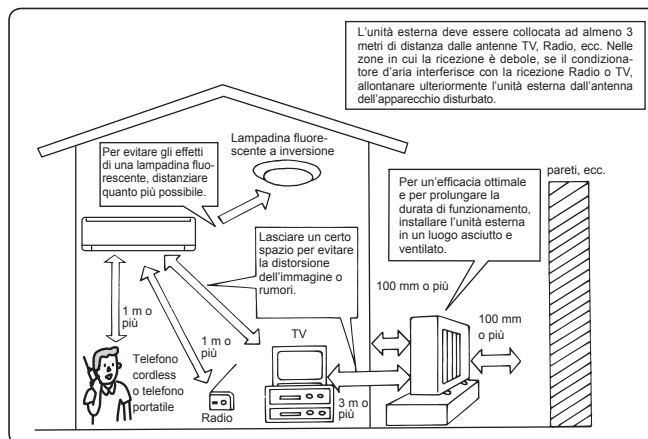 L'unità esterna deve essere collocata ad almeno 3
metri di distanza dalle antenne TV, Radio, ecc. Nelle
zone in cui la ricezione è debole, se il condiziona-
tore d'aria interferisce con la ricezione Radio o TV,
allontanare ulteriormente l'unità esterna dall'antenna
dell'apparecchio disturbato.
Lampadina fluore-
scente a inversione
Per evitare gli effetti
di una lampadina fluo-
rescente, distanziare
quanto più possibile.
Per un'efficacia ottimale
e per prolungare la
durata di funzionamento,
installare l'unità esterna
in un luogo asciutto e
ventilato.
pareti, ecc.
Lasciare un certo
spazio per evitare
la distorsione
dell'immagine o
rumori.
100 mm o più
1 m o
più
1 m o
più
TV
100 mm
o più
Telefono
cordless
o telefono
portatile
Radio
3 m o
più